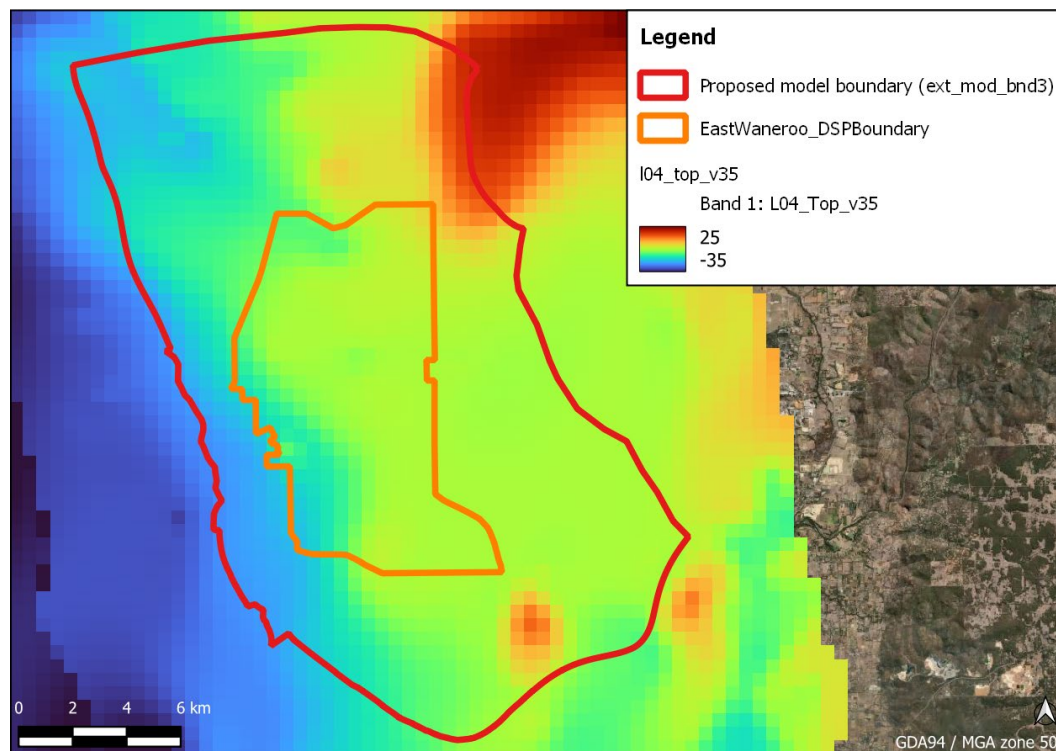 Legend
Proposed model boundary (ext_mod_bnd3)
EastWaneroo_DSPBoundary
l04_top_v35
Band 1: L04_Top_v35
25
-35
0 2 4 6 km
GDA94 / MGA zone 50